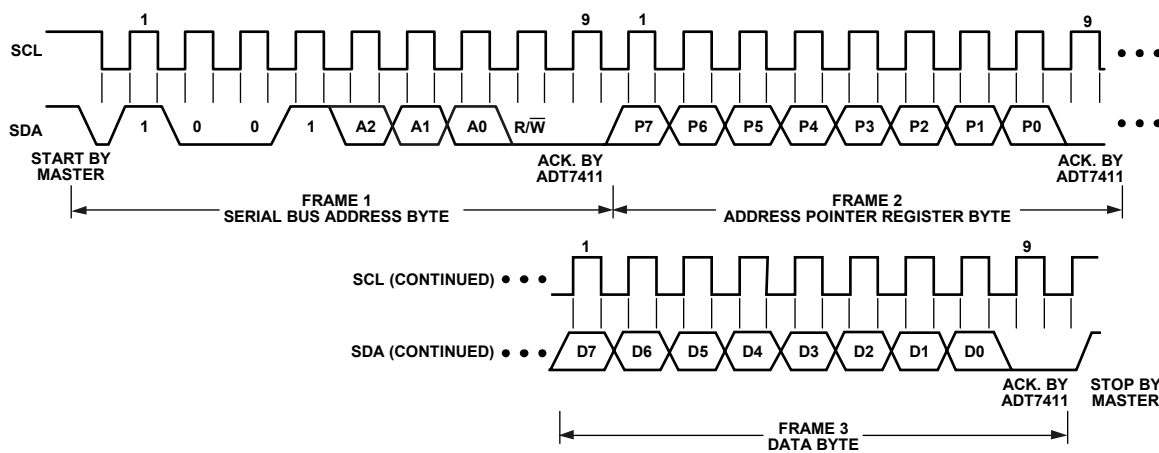 1 9 1 9
SCL
SDA 1 0 0 1 A2 A1 A0 R/W̅ P7 P6 P5 P4 P3 P2 P1 P0
START BY
MASTER
ACK. BY
ADT7411
ACK. BY
ADT7411
FRAME 1
SERIAL BUS ADDRESS BYTE
FRAME 2
ADDRESS POINTER REGISTER BYTE
1 9
SCL (CONTINUED)
SDA (CONTINUED) D7 D6 D5 D4 D3 D2 D1 D0
ACK. BY
ADT7411
STOP BY
MASTER
FRAME 3
DATA BYTE